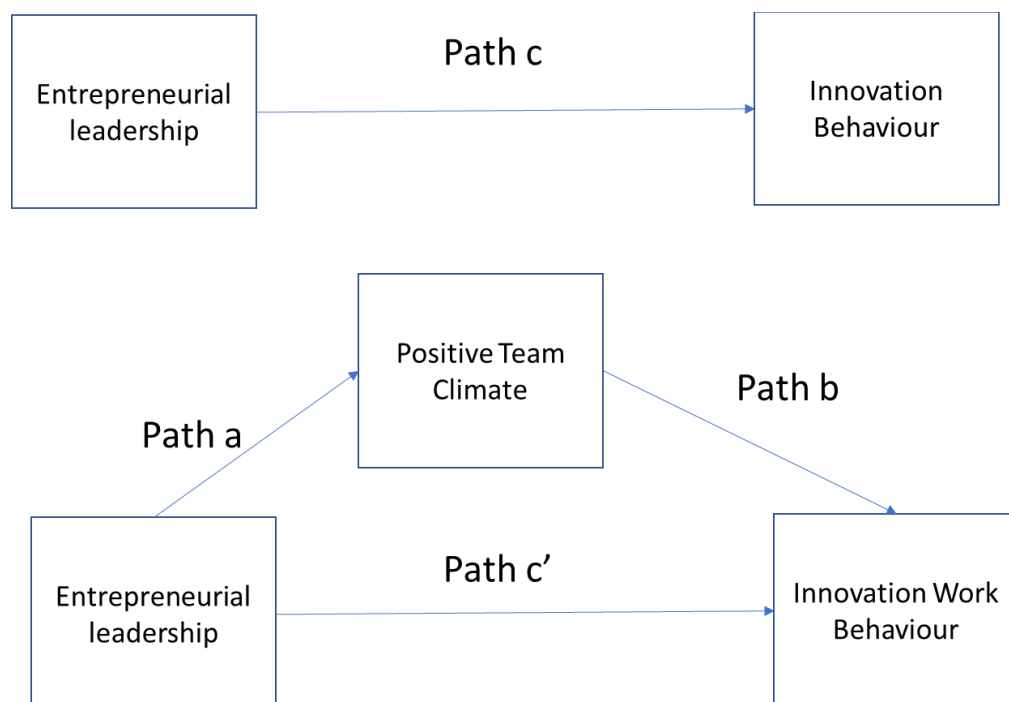 Path c
Entrepreneurial
leadership
Innovation
Behaviour
Positive Team
Climate
Path b
Path a
Path c’
Entrepreneurial
leadership
Innovation Work
Behaviour